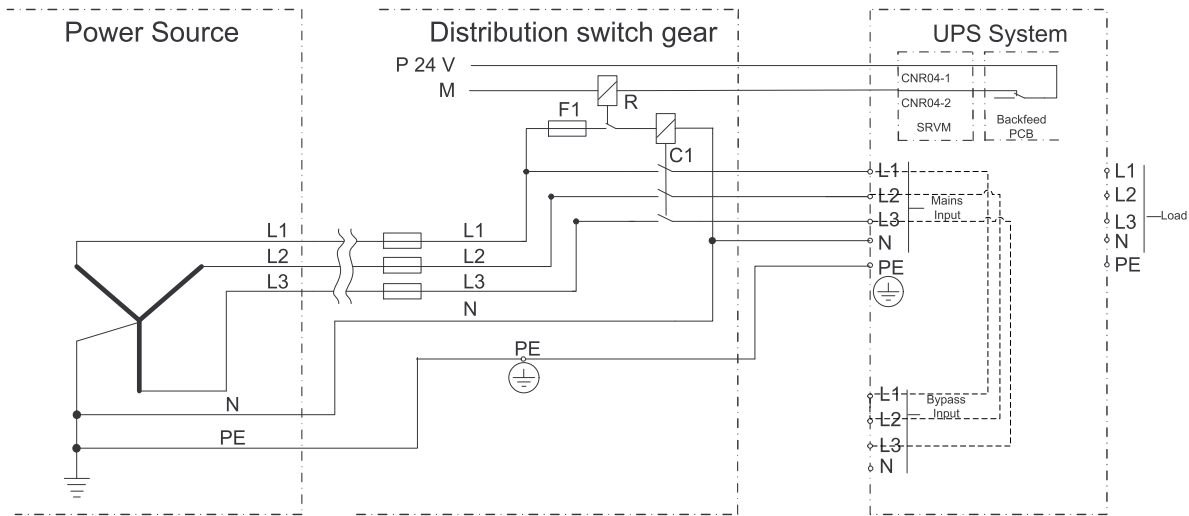 Power Source
Distribution switch gear
UPS System
P 24 V
M
R
F1
C1
CNR04-1
CNR04-2
SRVM
Backfeed
PCB
L1
L2
L3
N
PE
Mains
Input
L1
L2
L3
N
PE
Load
L1
L2
L3
L1
L2
L3
N
PE
N
PE
L1
L2
L3
N
Bypass
Input